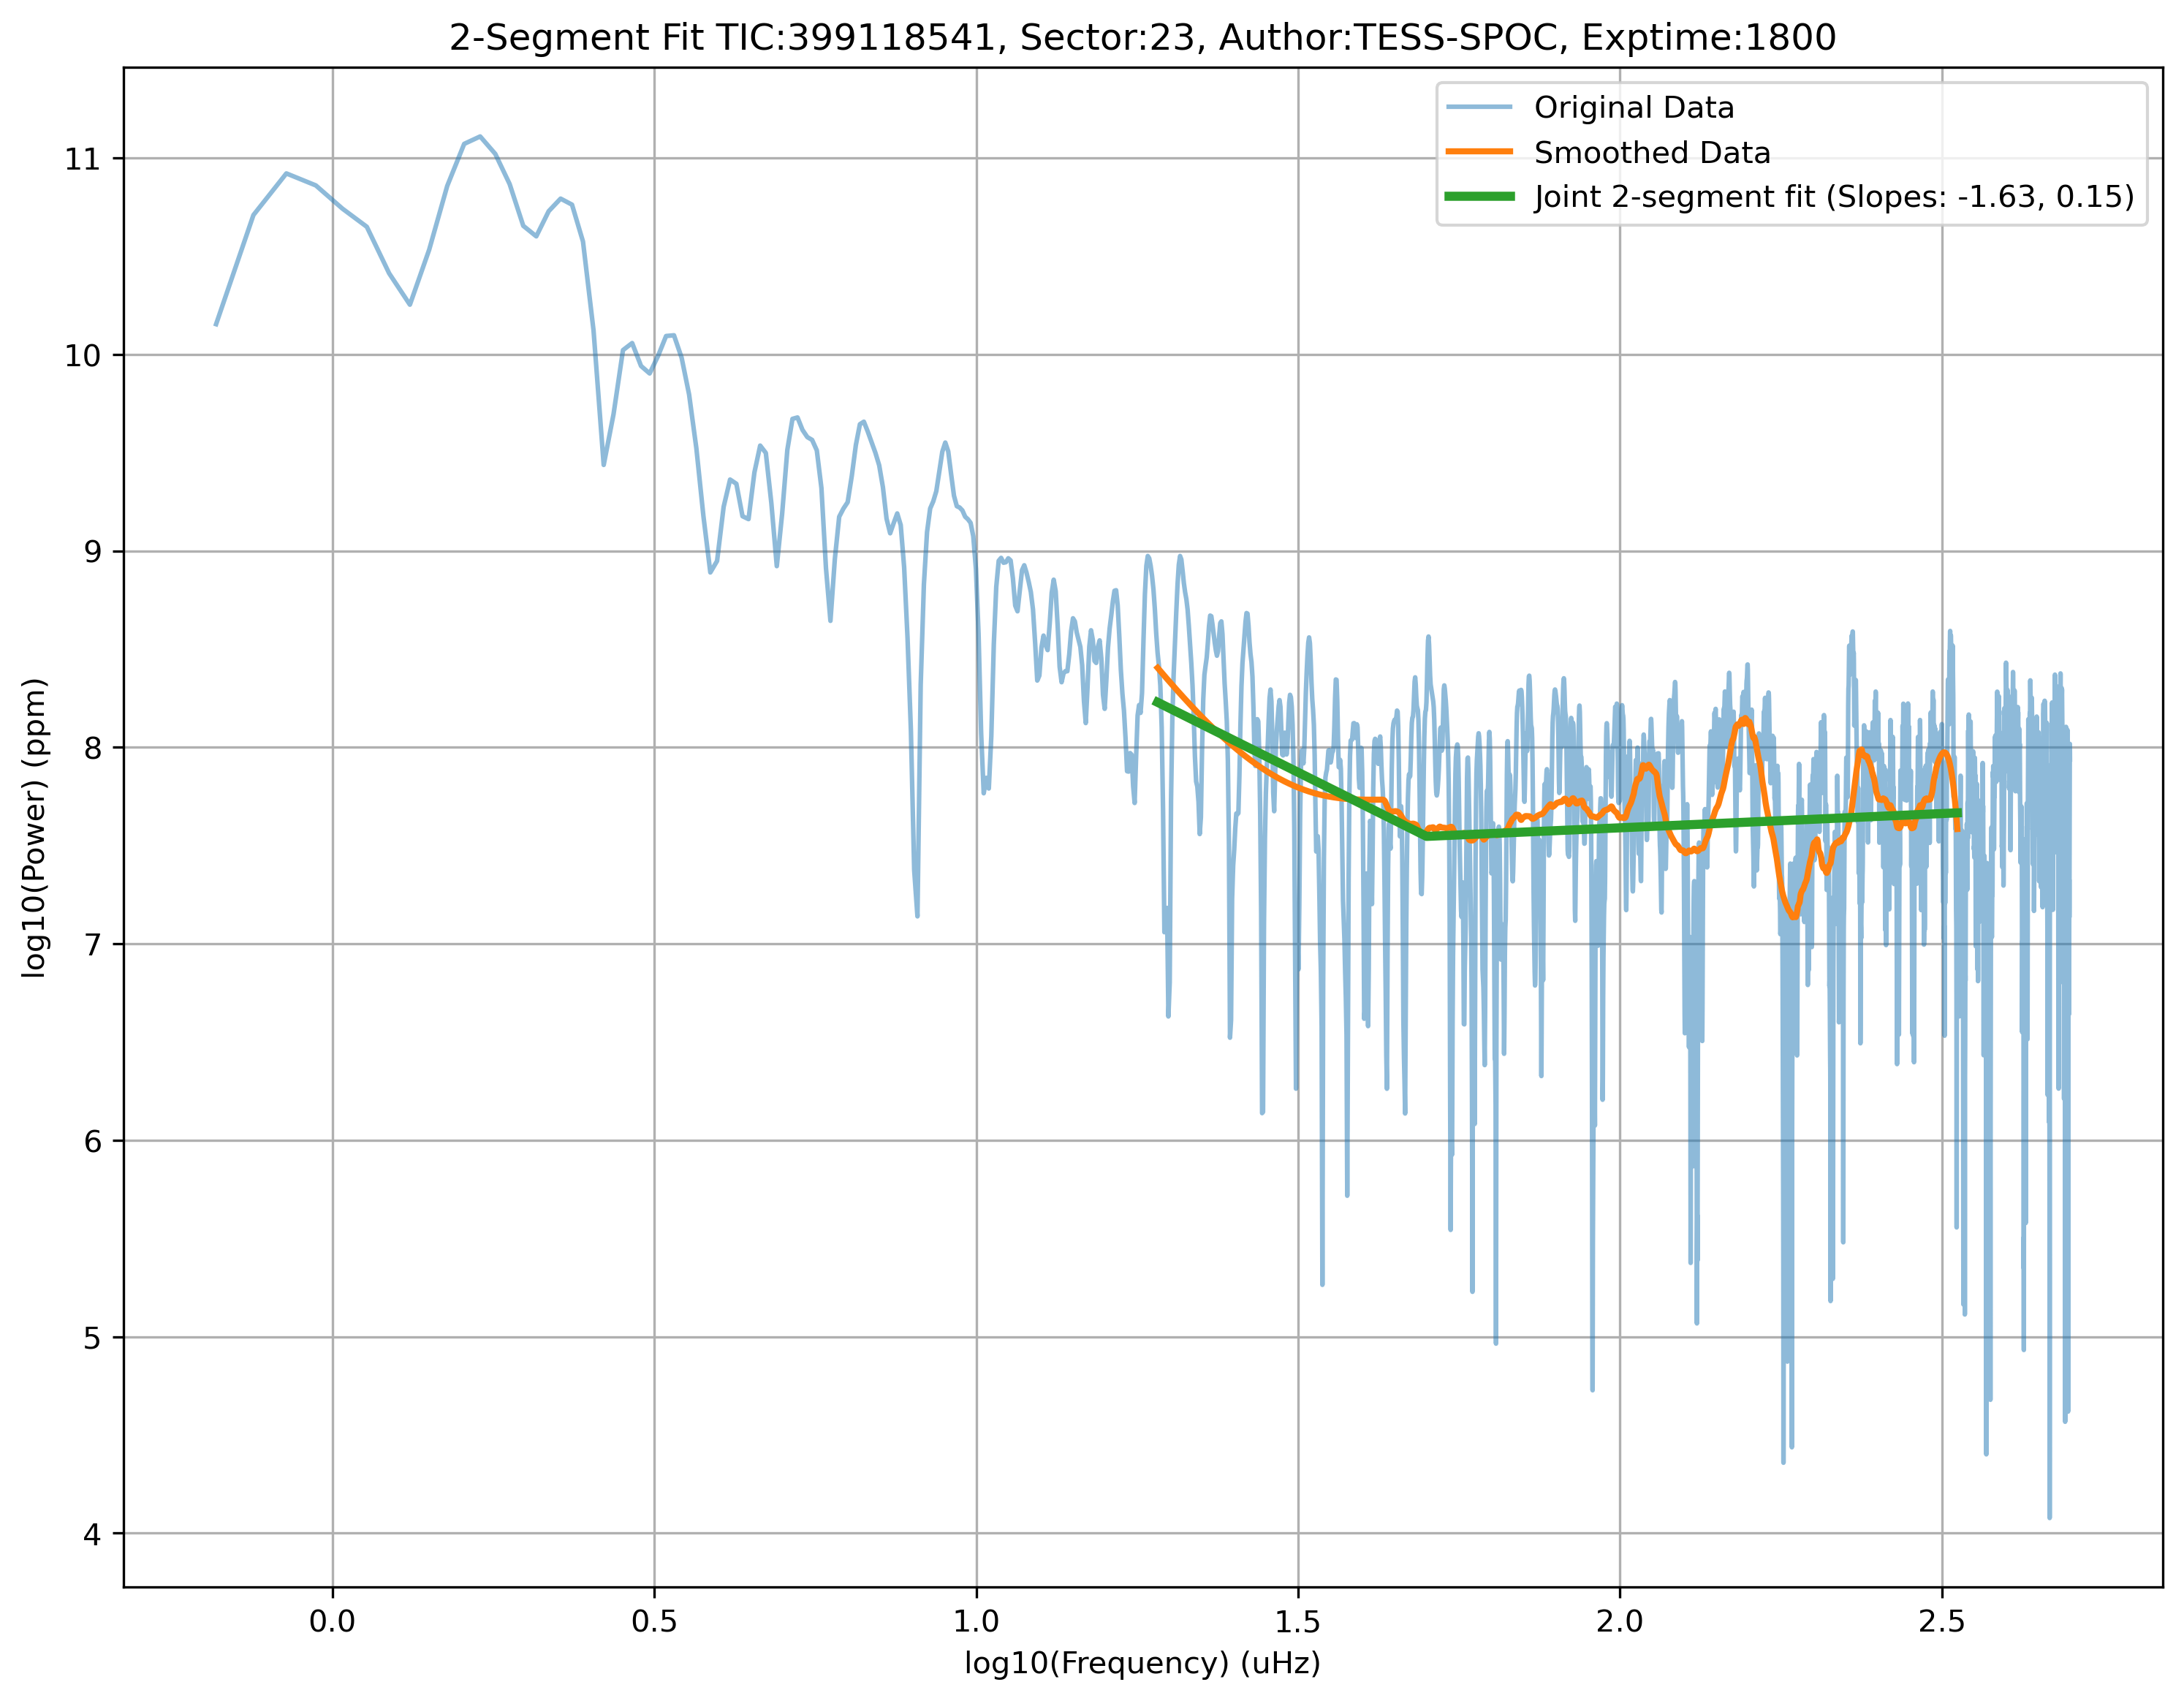 2-Segment Fit TIC:399118541, Sector:23, Author:TESS-SPOC, Exptime:1800
Original Data
Smoothed Data
Joint 2-segment fit (Slopes: -1.63, 0.15)
log10(Power) (ppm)
11
10
9
8
7
6
5
4
0.0 0.5 1.0 1.5 2.0 2.5
log10(Frequency) (uHz)